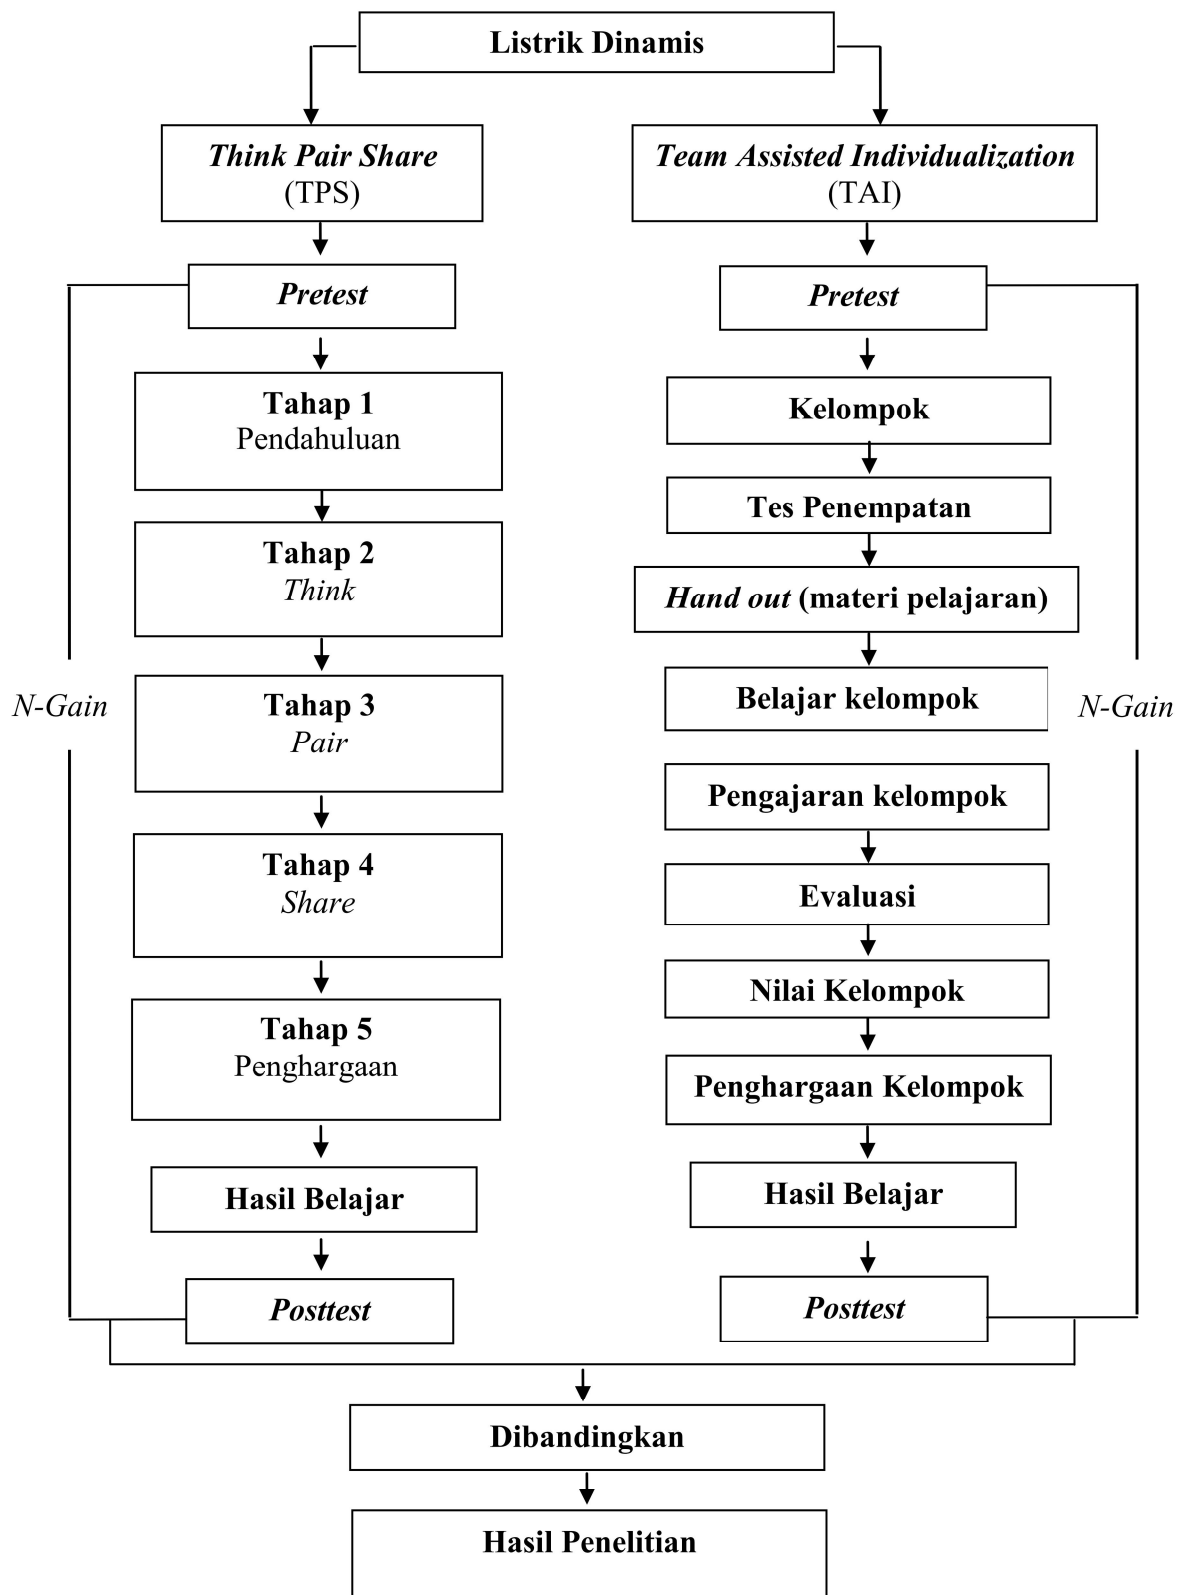 Listrik Dinamis
Think Pair Share
(TPS)
Pretest
Tahap 1
Pendahuluan
Tahap 2
Think
Tahap 3
Pair
Tahap 4
Share
Tahap 5
Penghargaan
Hasil Belajar
Posttest
N-Gain
Team Assisted Individualization
(TAI)
Pretest
Kelompok
Tes Penempatan
Hand out (materi pelajaran)
Belajar kelompok
Pengajaran kelompok
Evaluasi
Nilai Kelompok
Penghargaan Kelompok
Hasil Belajar
Posttest
N-Gain
Dibandingkan
Hasil Penelitian